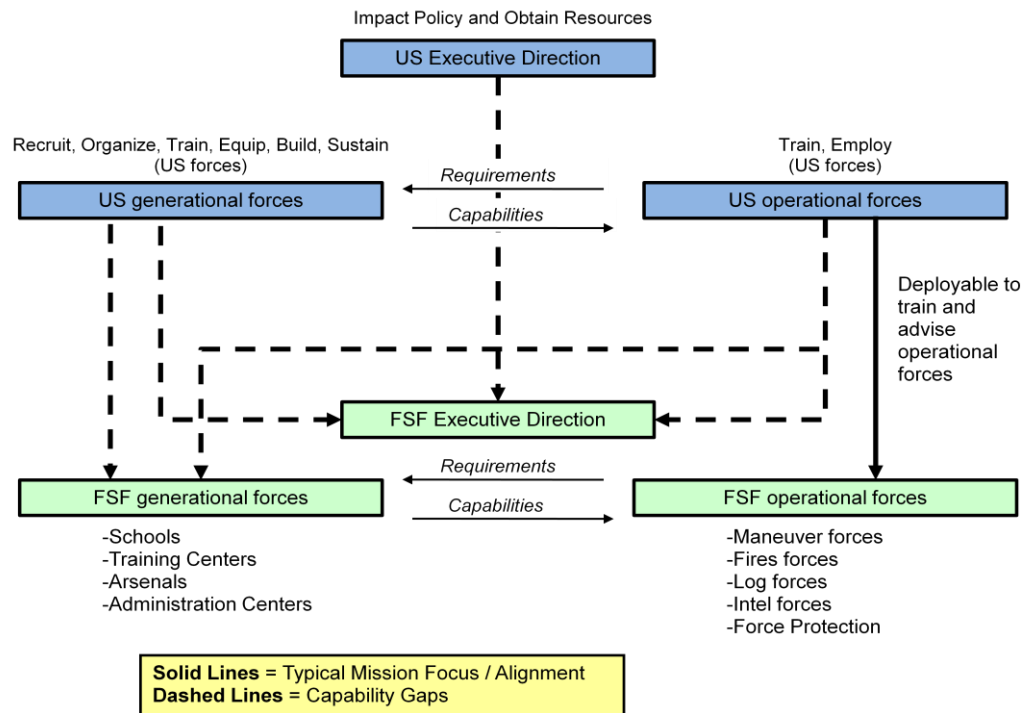 Impact Policy and Obtain Resources
US Executive Direction
Recruit, Organize, Train, Equip, Build, Sustain
(US forces)
US generational forces
Requirements
Capabilities
Train, Employ
(US forces)
US operational forces
Deployable to
train and
advise
operational
forces
FSF Executive Direction
FSF generational forces
Requirements
Capabilities
FSF operational forces
-Schools
-Training Centers
-Arsenals
-Administration Centers
-Maneuver forces
-Fires forces
-Log forces
-Intel forces
-Force Protection
Solid Lines = Typical Mission Focus / Alignment
Dashed Lines = Capability Gaps